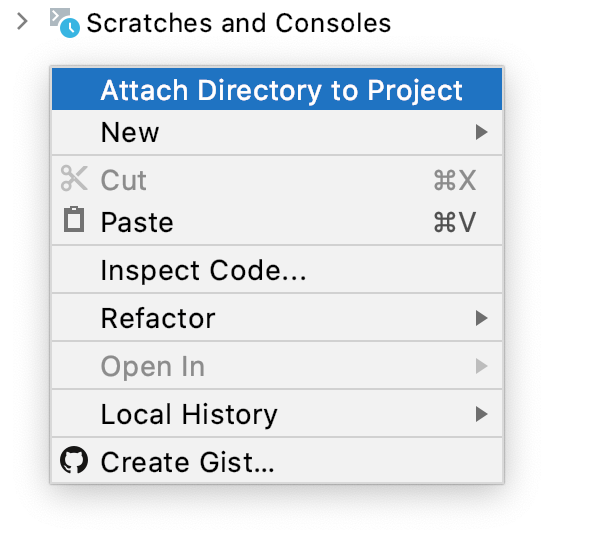 Scratches and Consoles
Attach Directory to Project
New
Cut ⌘X
Paste ⌘V
Inspect Code...
Refactor
Open In
Local History
Create Gist...